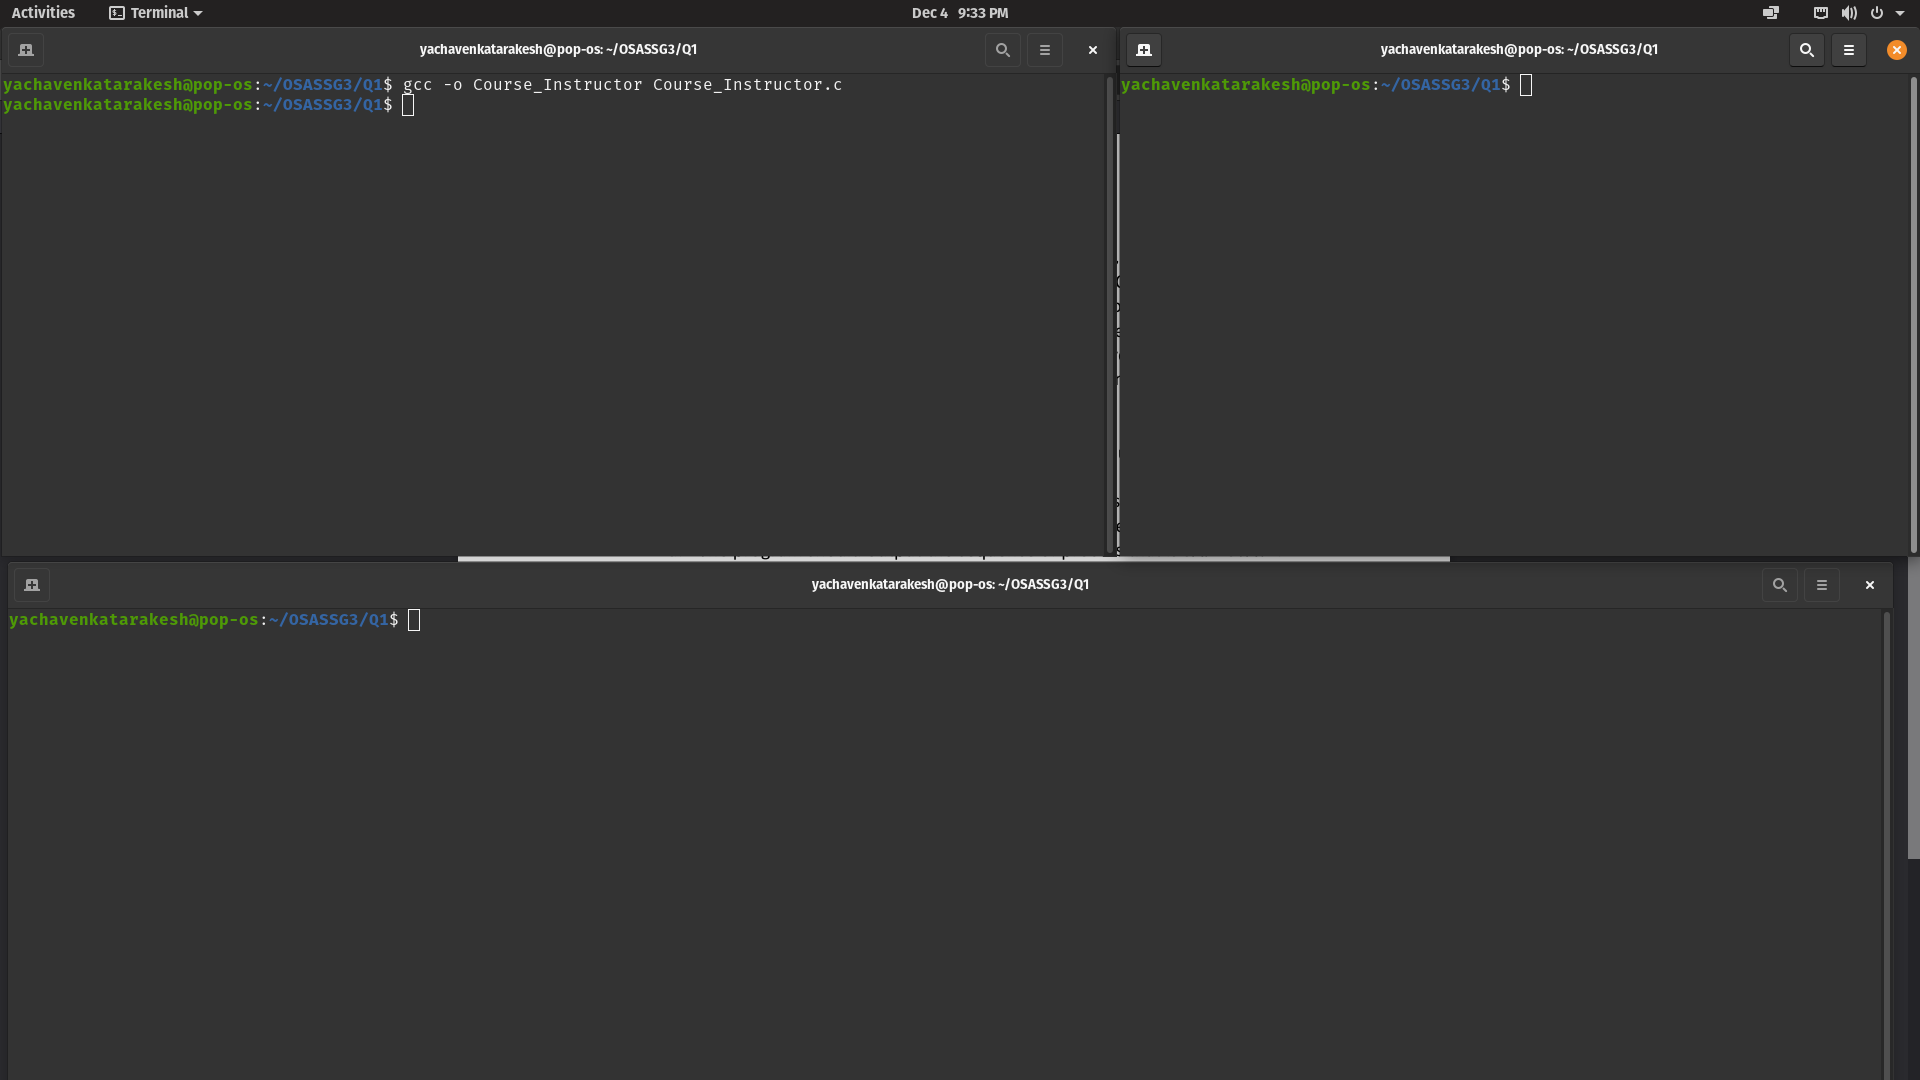 Activities Terminal Dec 4 9:33 PM
yachavenkatarakesh@pop-os: ~/OSASSG3/Q1
yachavenkatarakesh@pop-os:~/OSASSG3/Q1$ gcc -o Course_Instructor Course_Instructor.c
yachavenkatarakesh@pop-os:~/OSASSG3/Q1$
yachavenkatarakesh@pop-os: ~/OSASSG3/Q1
yachavenkatarakesh@pop-os:~/OSASSG3/Q1$
yachavenkatarakesh@pop-os: ~/OSASSG3/Q1
yachavenkatarakesh@pop-os:~/OSASSG3/Q1$